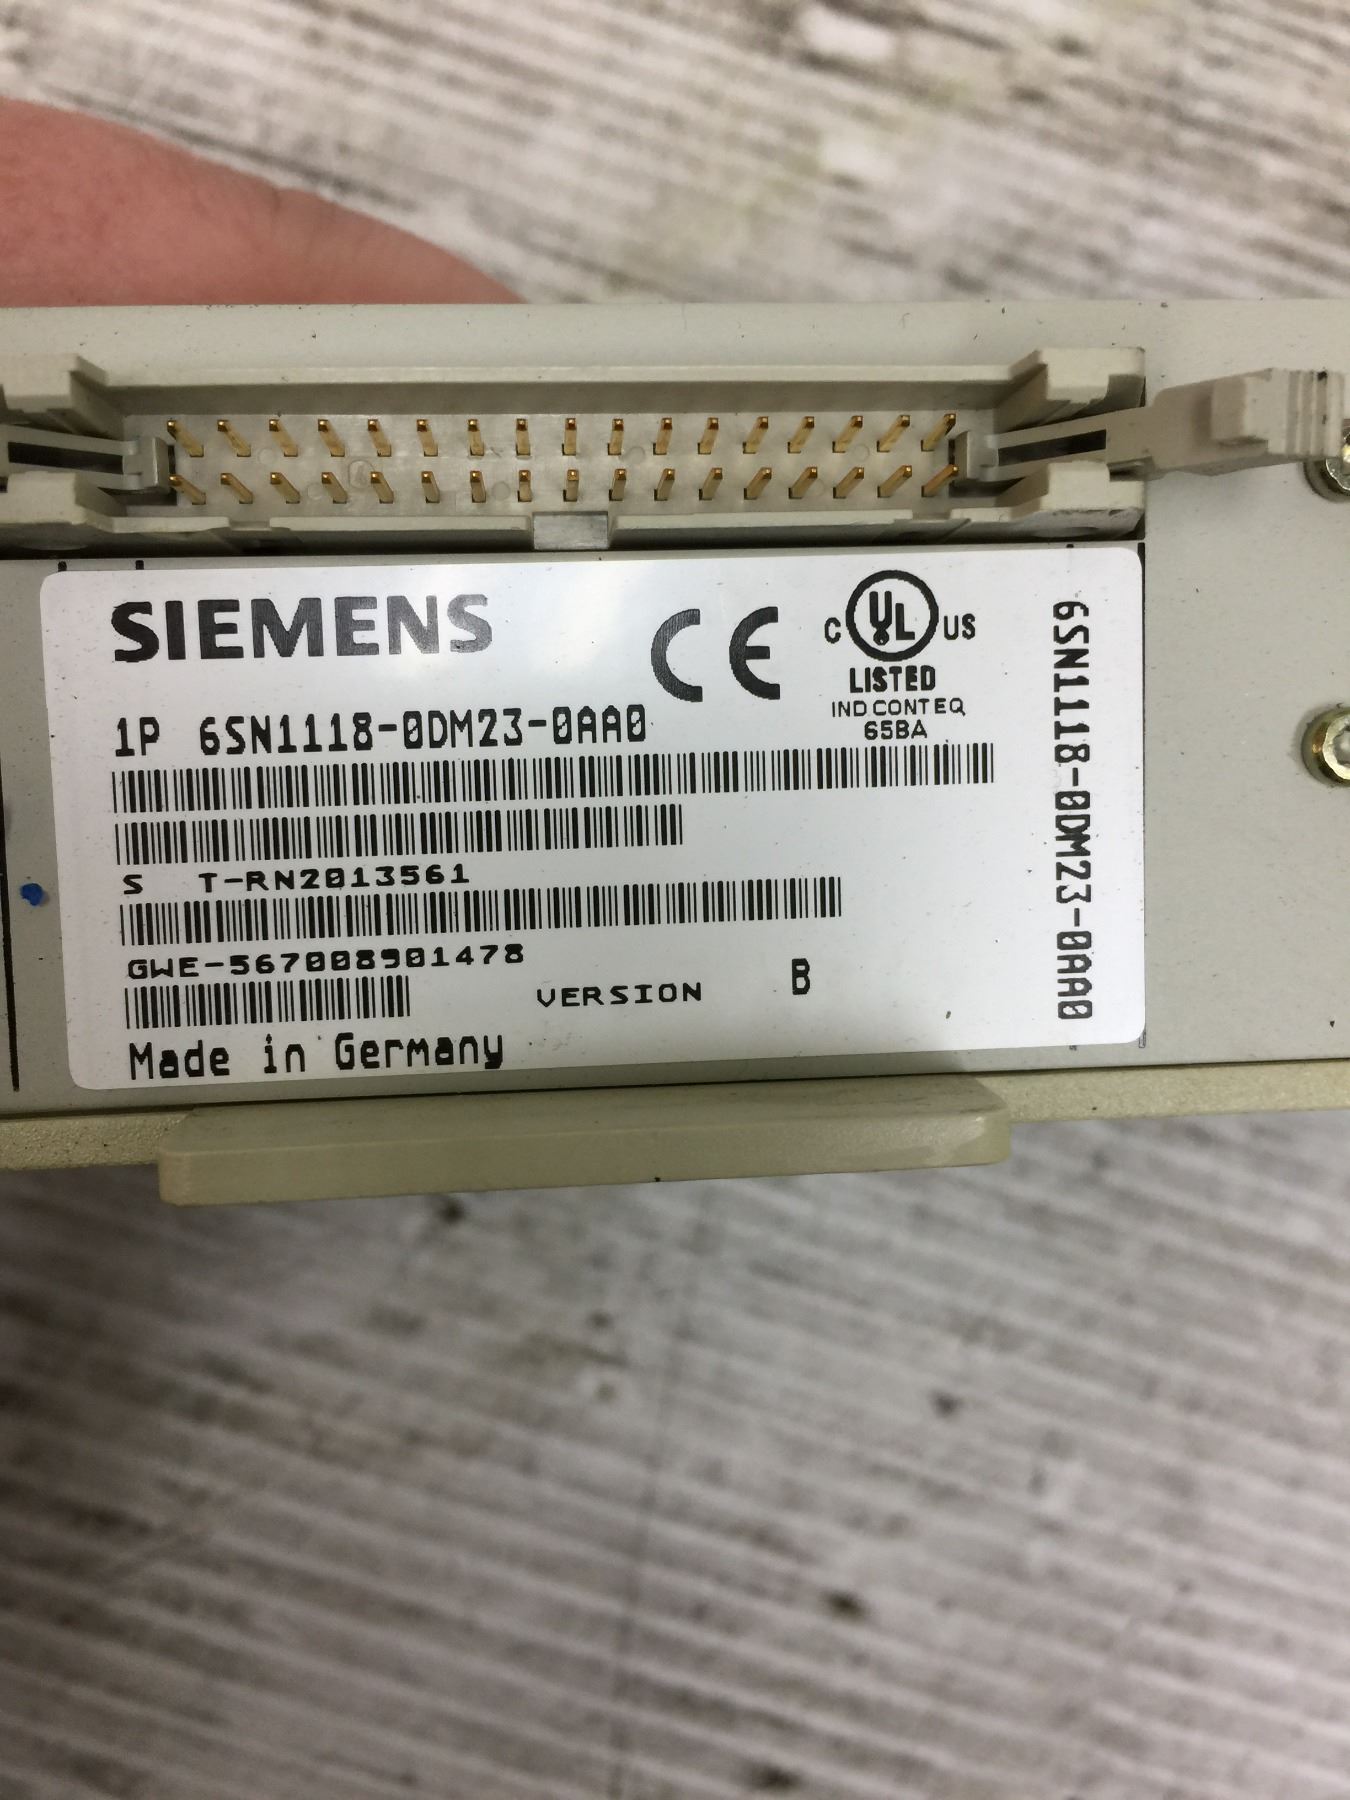 SIEMENS
CE
C UL US
LISTED
IND CONT EQ
65BA
1P 6SN1118-0DM23-0AA0
S T-RN2013561
GWE-567008901478
VERSION B
Made in Germany
6SN1118-0DM23-0AA0